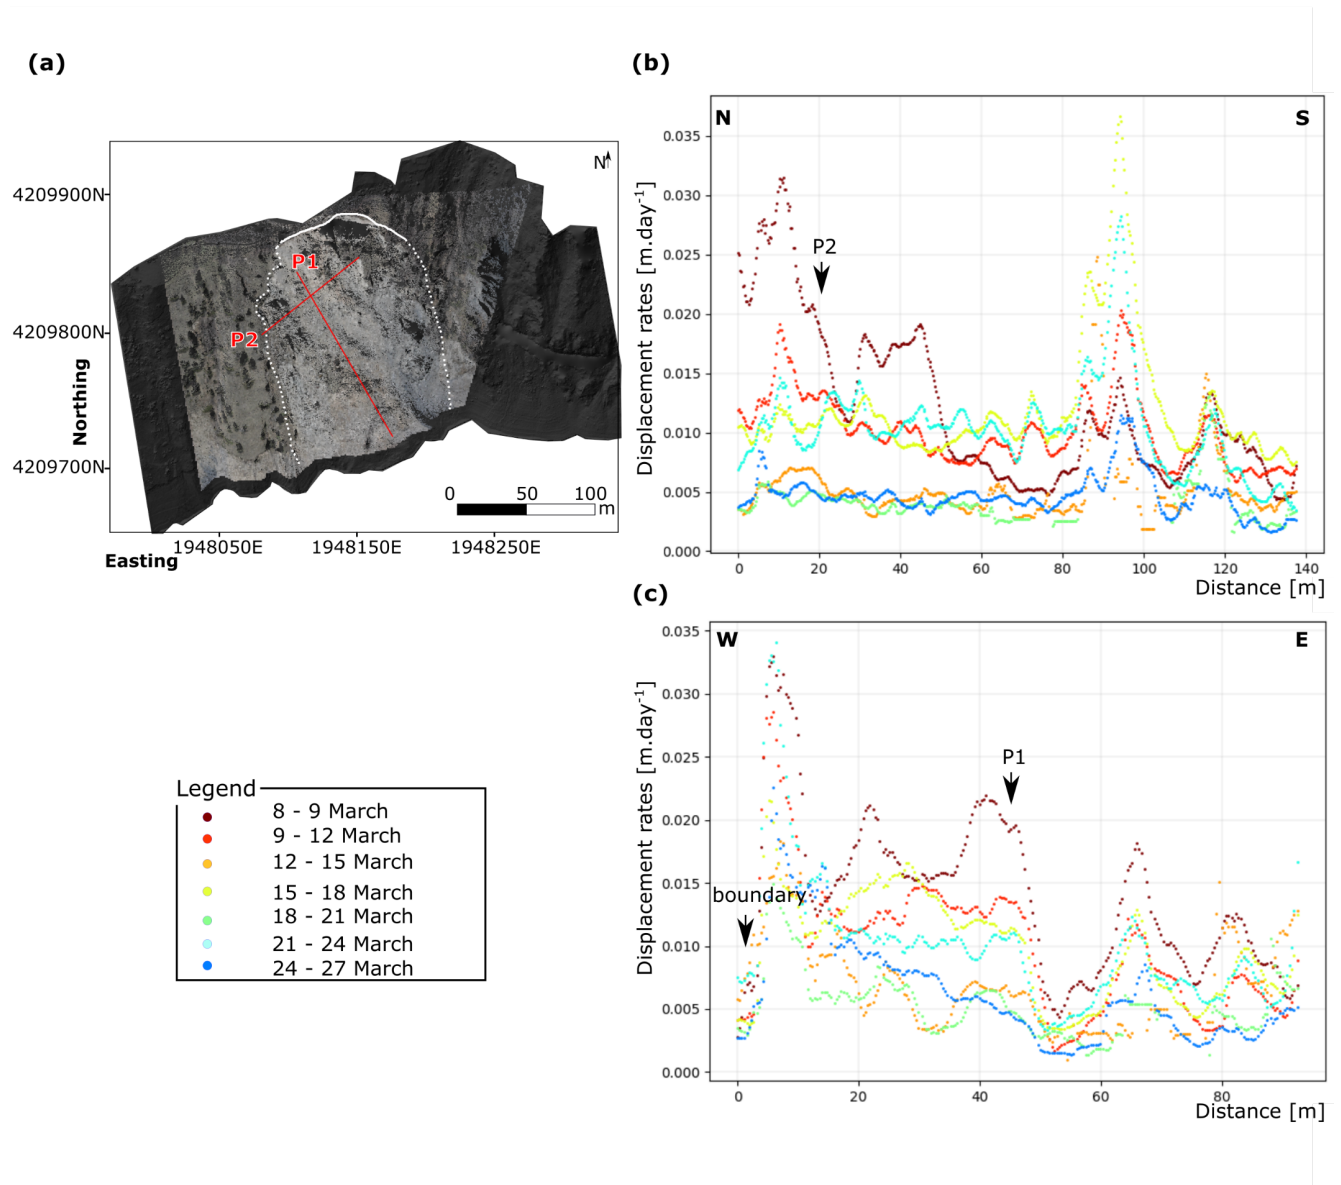 (a)
N
4209900N
4209800N
4209700N
Northing
P1
P2
0 50 100
m
1948050E 1948150E 1948250E
Easting
(b)
N S
P2
Displacement rates [m.day-1]
0.035
0.030
0.025
0.020
0.015
0.010
0.005
0.000
0 20 40 60 80 100 120 140
Distance [m]
(c)
W E
P1
boundary
Displacement rates [m.day-1]
0.035
0.030
0.025
0.020
0.015
0.010
0.005
0.000
0 20 40 60 80
Distance [m]
Legend
8 - 9 March
9 - 12 March
12 - 15 March
15 - 18 March
18 - 21 March
21 - 24 March
24 - 27 March